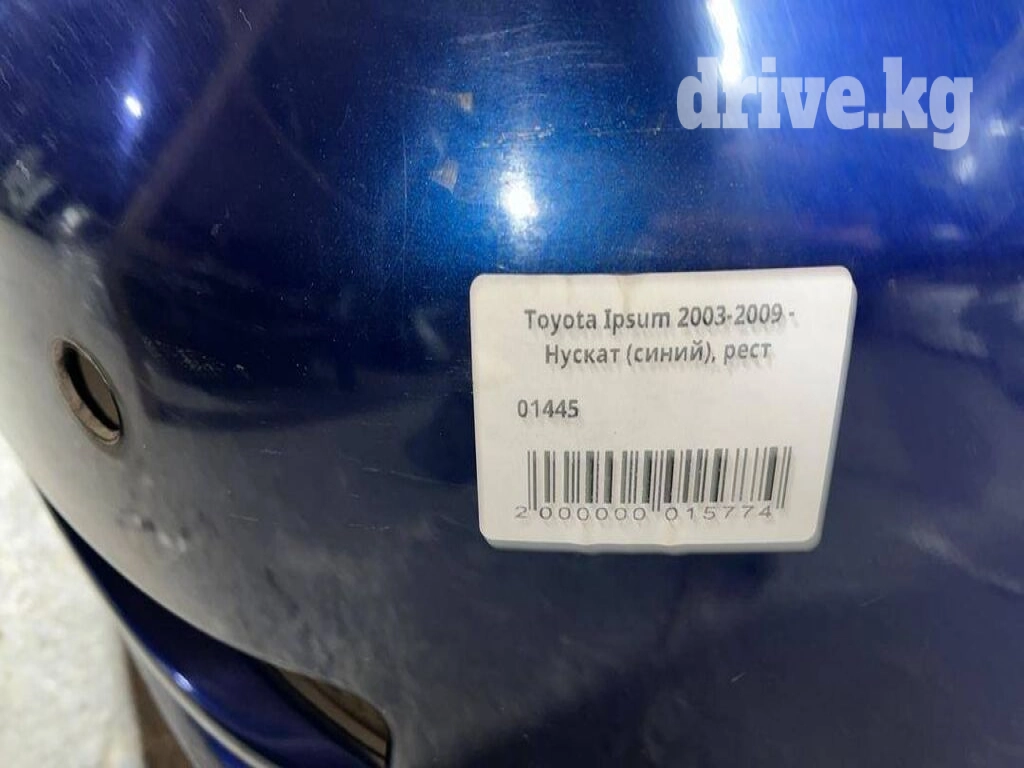 drive.kg
Toyota Ipsum 2003-2009 -
Нускат (синий), рест
01445
2 000000 015774